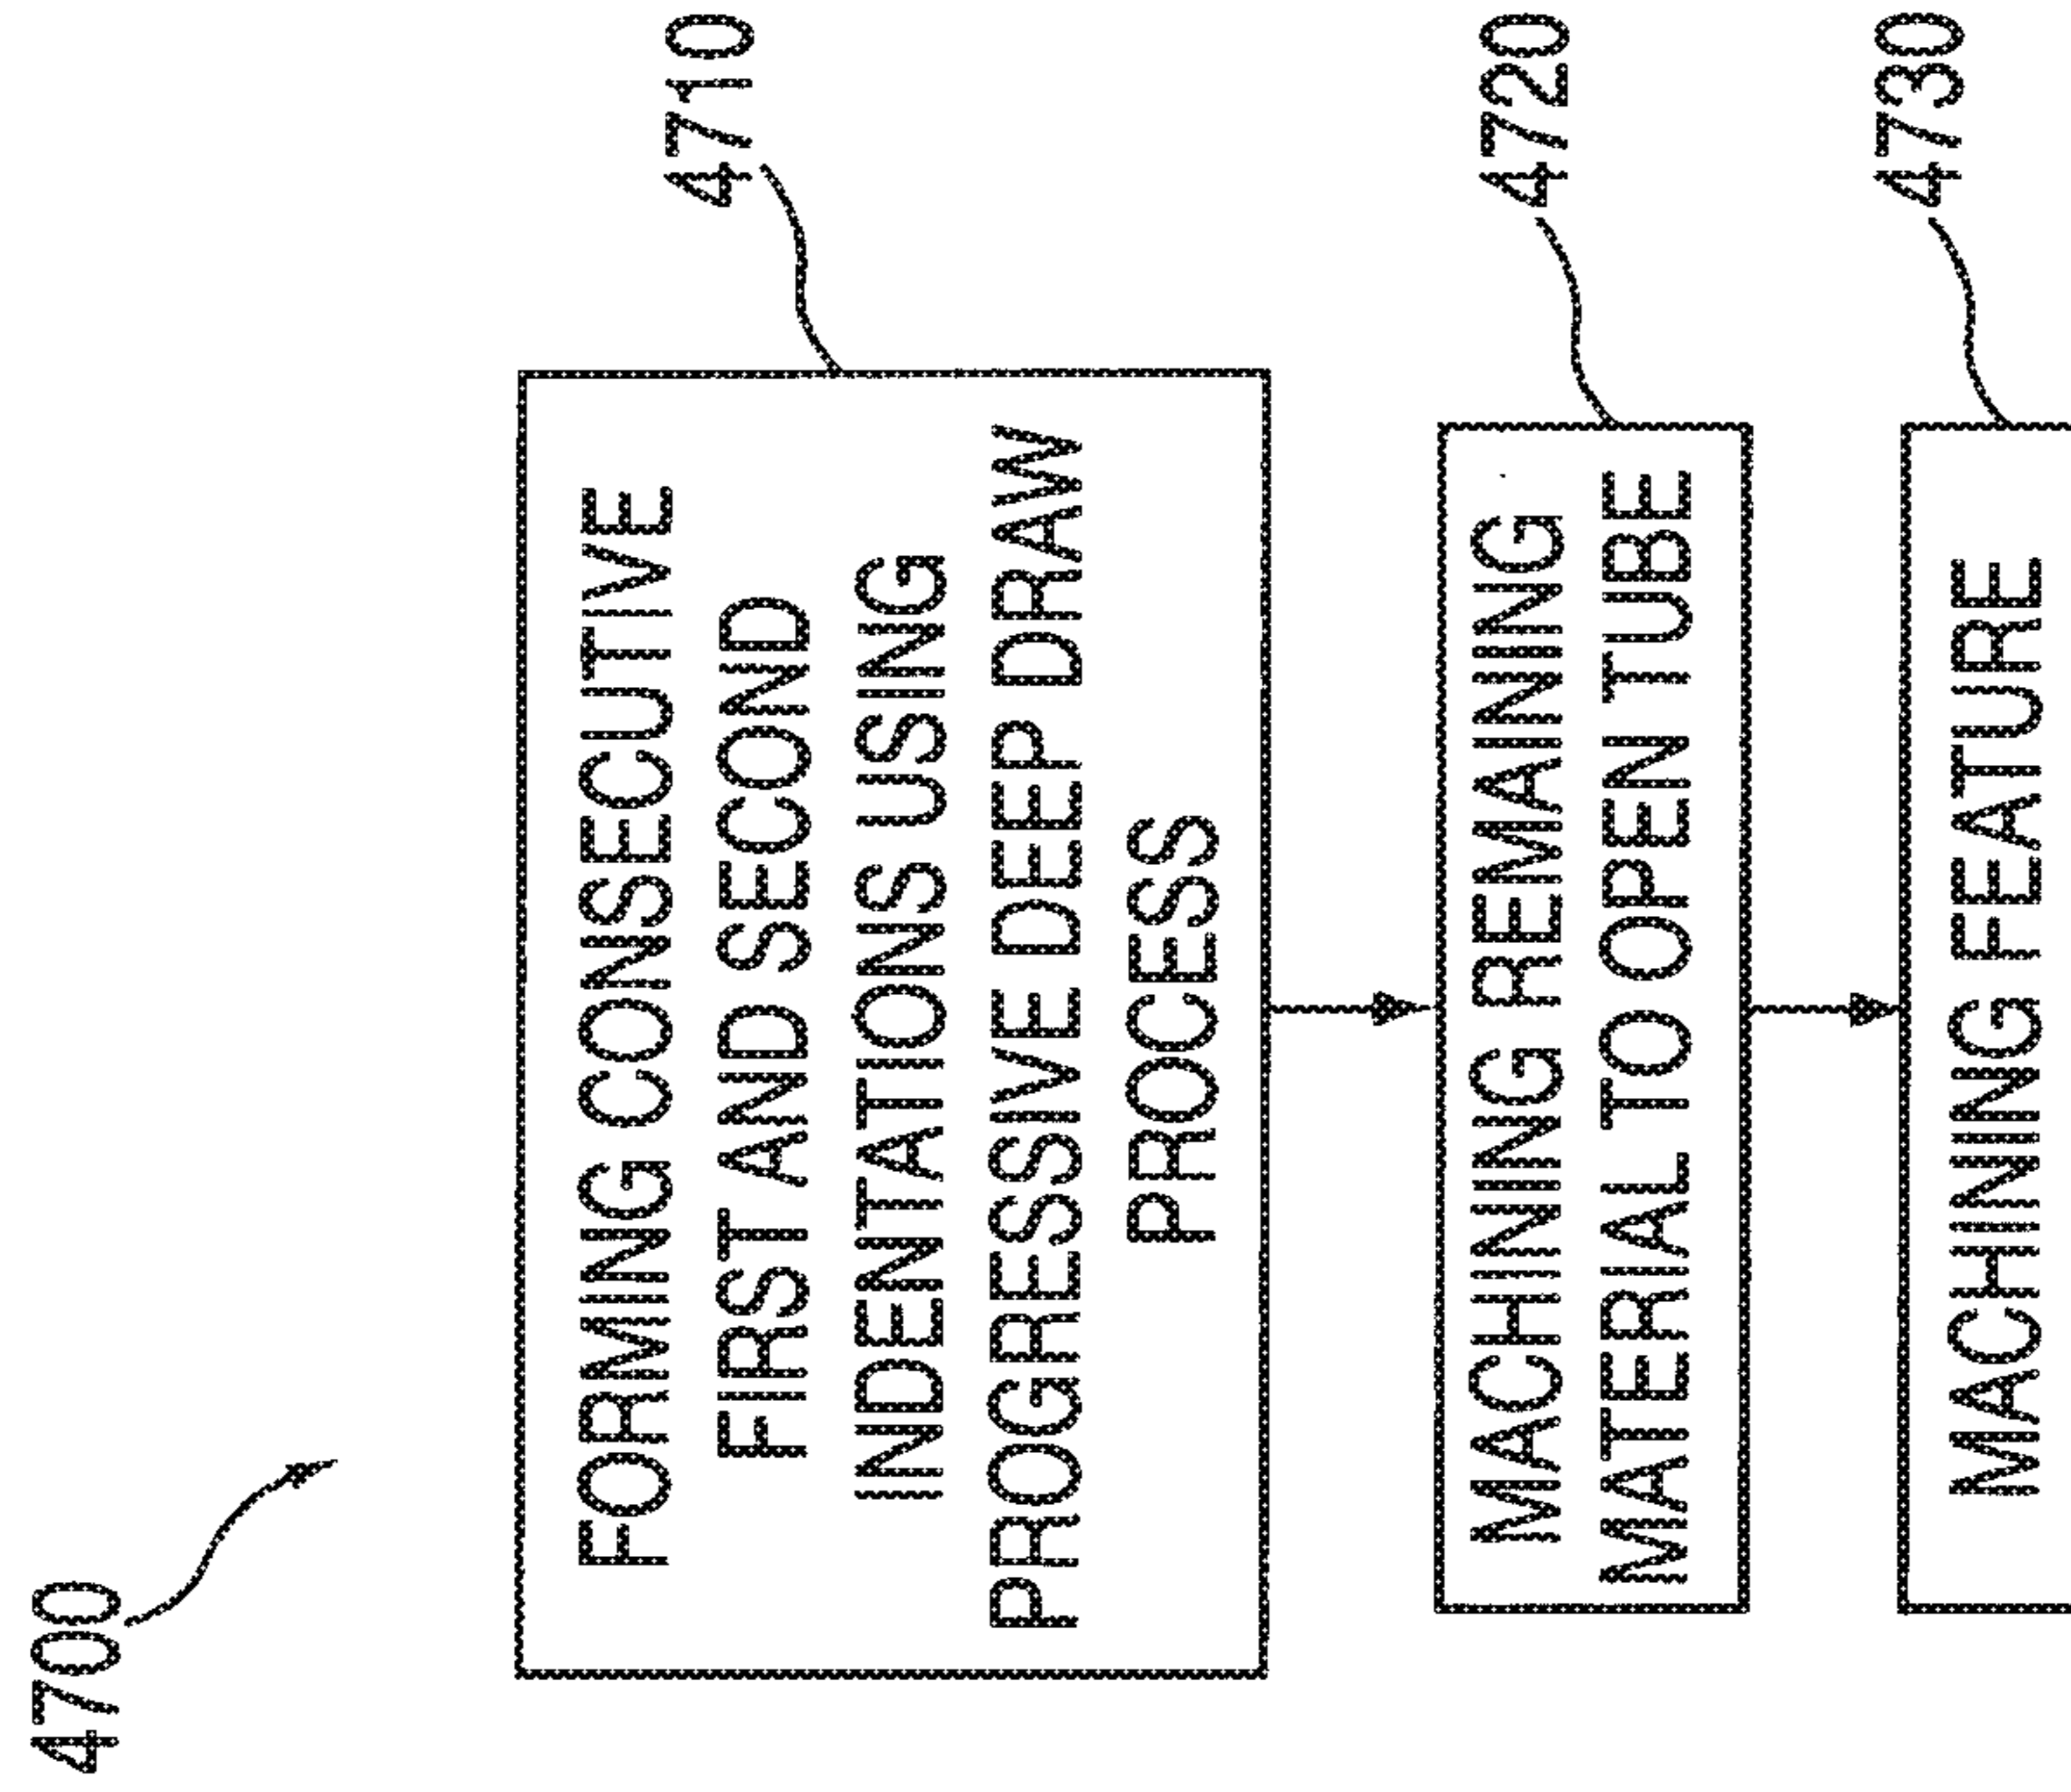 4700
4710
FORMING CONSECUTIVE
FIRST AND SECOND
INDENTATIONS USING
PROGRESSIVE DEEP DRAW
PROCESS
4720
MACHINING REMAINING
MATERIAL TO OPEN TUBE
4730
MACHINING FEATURE